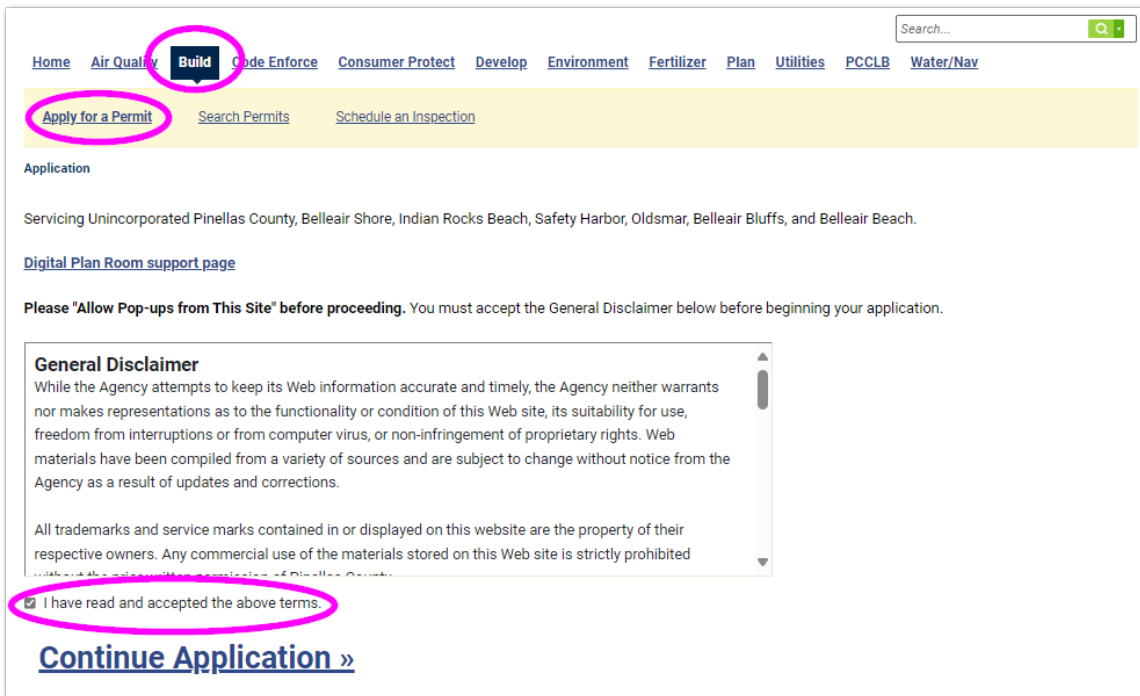 Search...
Home Air Quality Build Code Enforce Consumer Protect Develop Environment Fertilizer Plan Utilities PCCLB Water/Nav
Apply for a Permit Search Permits Schedule an Inspection
Application
Servicing Unincorporated Pinellas County, Belleair Shore, Indian Rocks Beach, Safety Harbor, Oldsmar, Belleair Bluffs, and Belleair Beach.
Digital Plan Room support page
Please "Allow Pop-ups from This Site" before proceeding. You must accept the General Disclaimer below before beginning your application.
General Disclaimer
While the Agency attempts to keep its Web information accurate and timely, the Agency neither warrants
nor makes representations as to the functionality or condition of this Web site, its suitability for use,
freedom from interruptions or from computer virus, or non-infringement of proprietary rights. Web
materials have been compiled from a variety of sources and are subject to change without notice from the
Agency as a result of updates and corrections.
All trademarks and service marks contained in or displayed on this website are the property of their
respective owners. Any commercial use of the materials stored on this Web site is strictly prohibited
without the prior written permission of Pinellas County
I have read and accepted the above terms.
Continue Application »